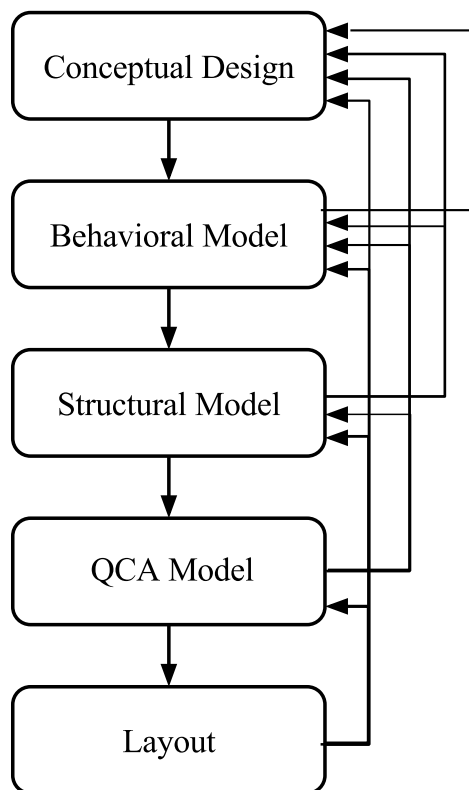 Conceptual Design
Behavioral Model
Structural Model
QCA Model
Layout